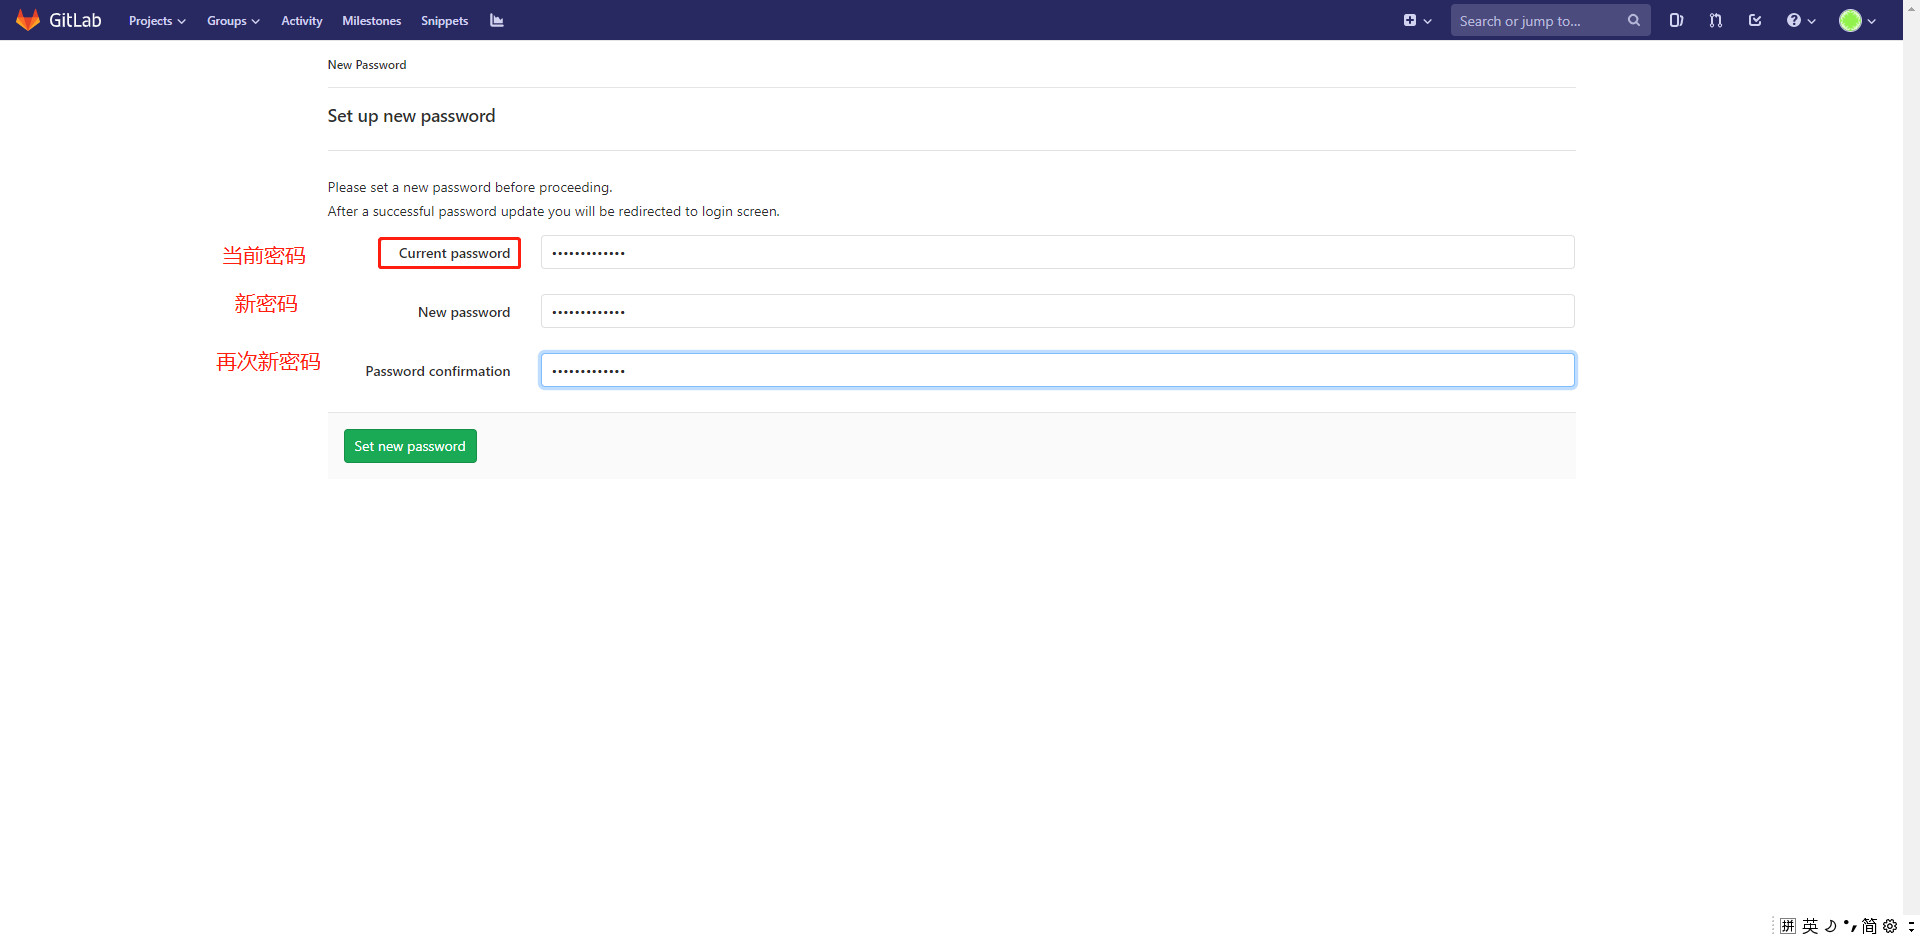 GitLab Projects Groups Activity Milestones Snippets Search or jump to...
New Password
Set up new password
Please set a new password before proceeding.
After a successful password update you will be redirected to login screen.
当前密码 Current password •••••••••••••
新密码 New password •••••••••••••
再次新密码 Password confirmation •••••••••••••
Set new password
拼 英 简